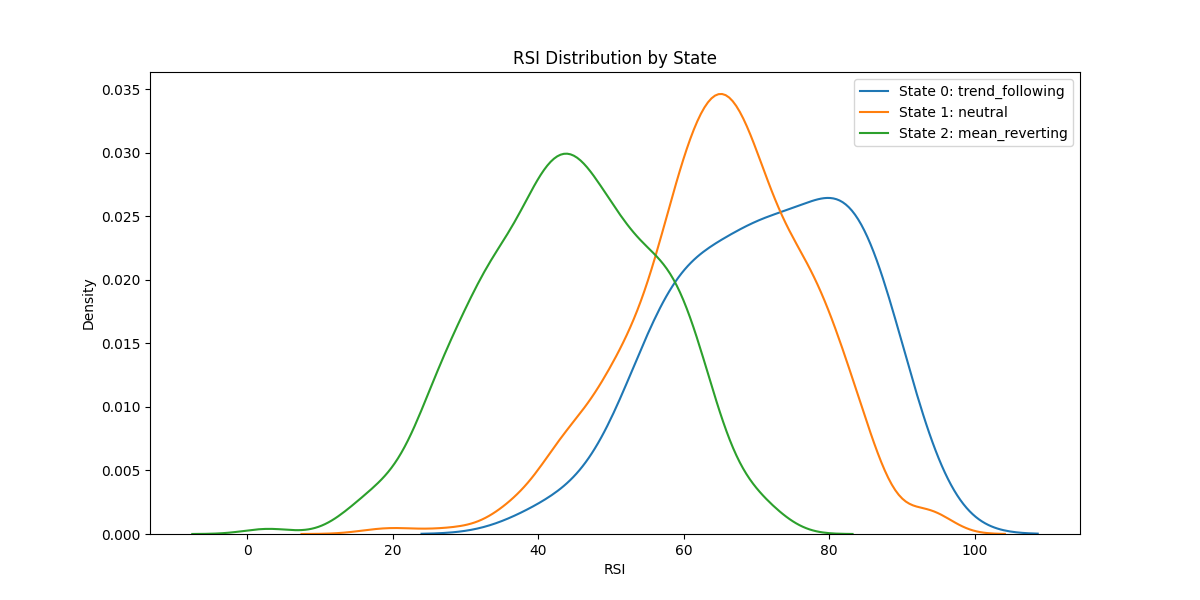 RSI Distribution by State
State 0: trend_following
State 1: neutral
State 2: mean_reverting
Density
0.035
0.030
0.025
0.020
0.015
0.010
0.005
0.000
0 20 40 60 80 100
RSI